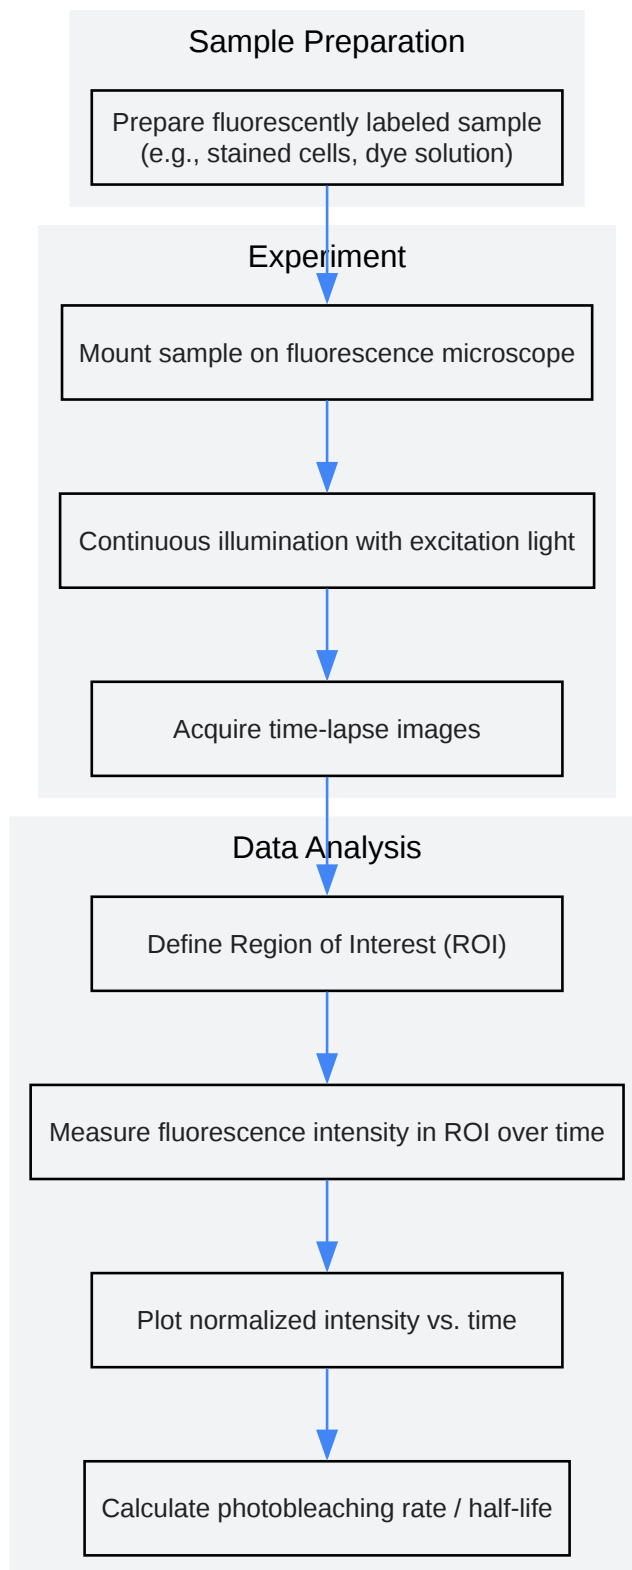 Sample Preparation
Prepare fluorescently labeled sample
(e.g., stained cells, dye solution)
Experiment
Mount sample on fluorescence microscope
Continuous illumination with excitation light
Acquire time-lapse images
Data Analysis
Define Region of Interest (ROI)
Measure fluorescence intensity in ROI over time
Plot normalized intensity vs. time
Calculate photobleaching rate / half-life